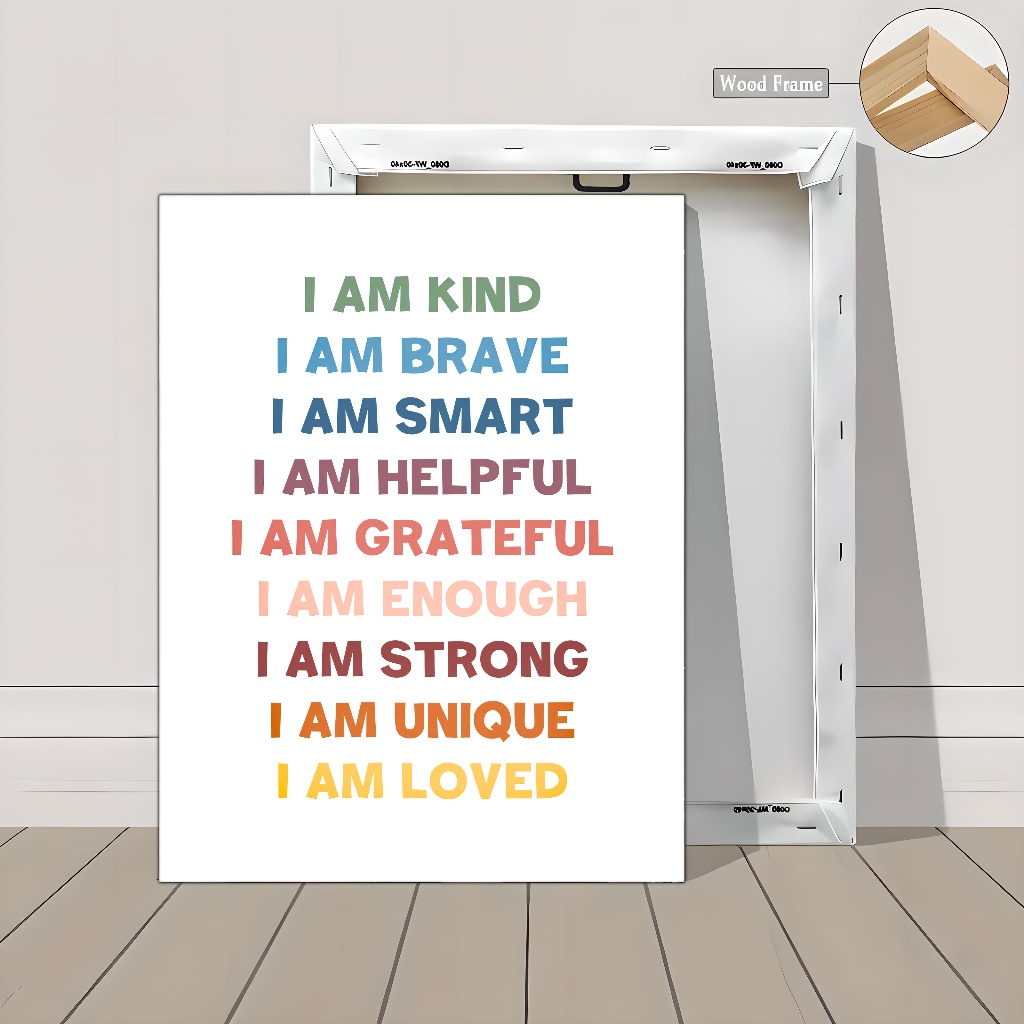 Wood Frame
I AM KIND
I AM BRAVE
I AM SMART
I AM HELPFUL
I AM GRATEFUL
I AM ENOUGH
I AM STRONG
I AM UNIQUE
I AM LOVED